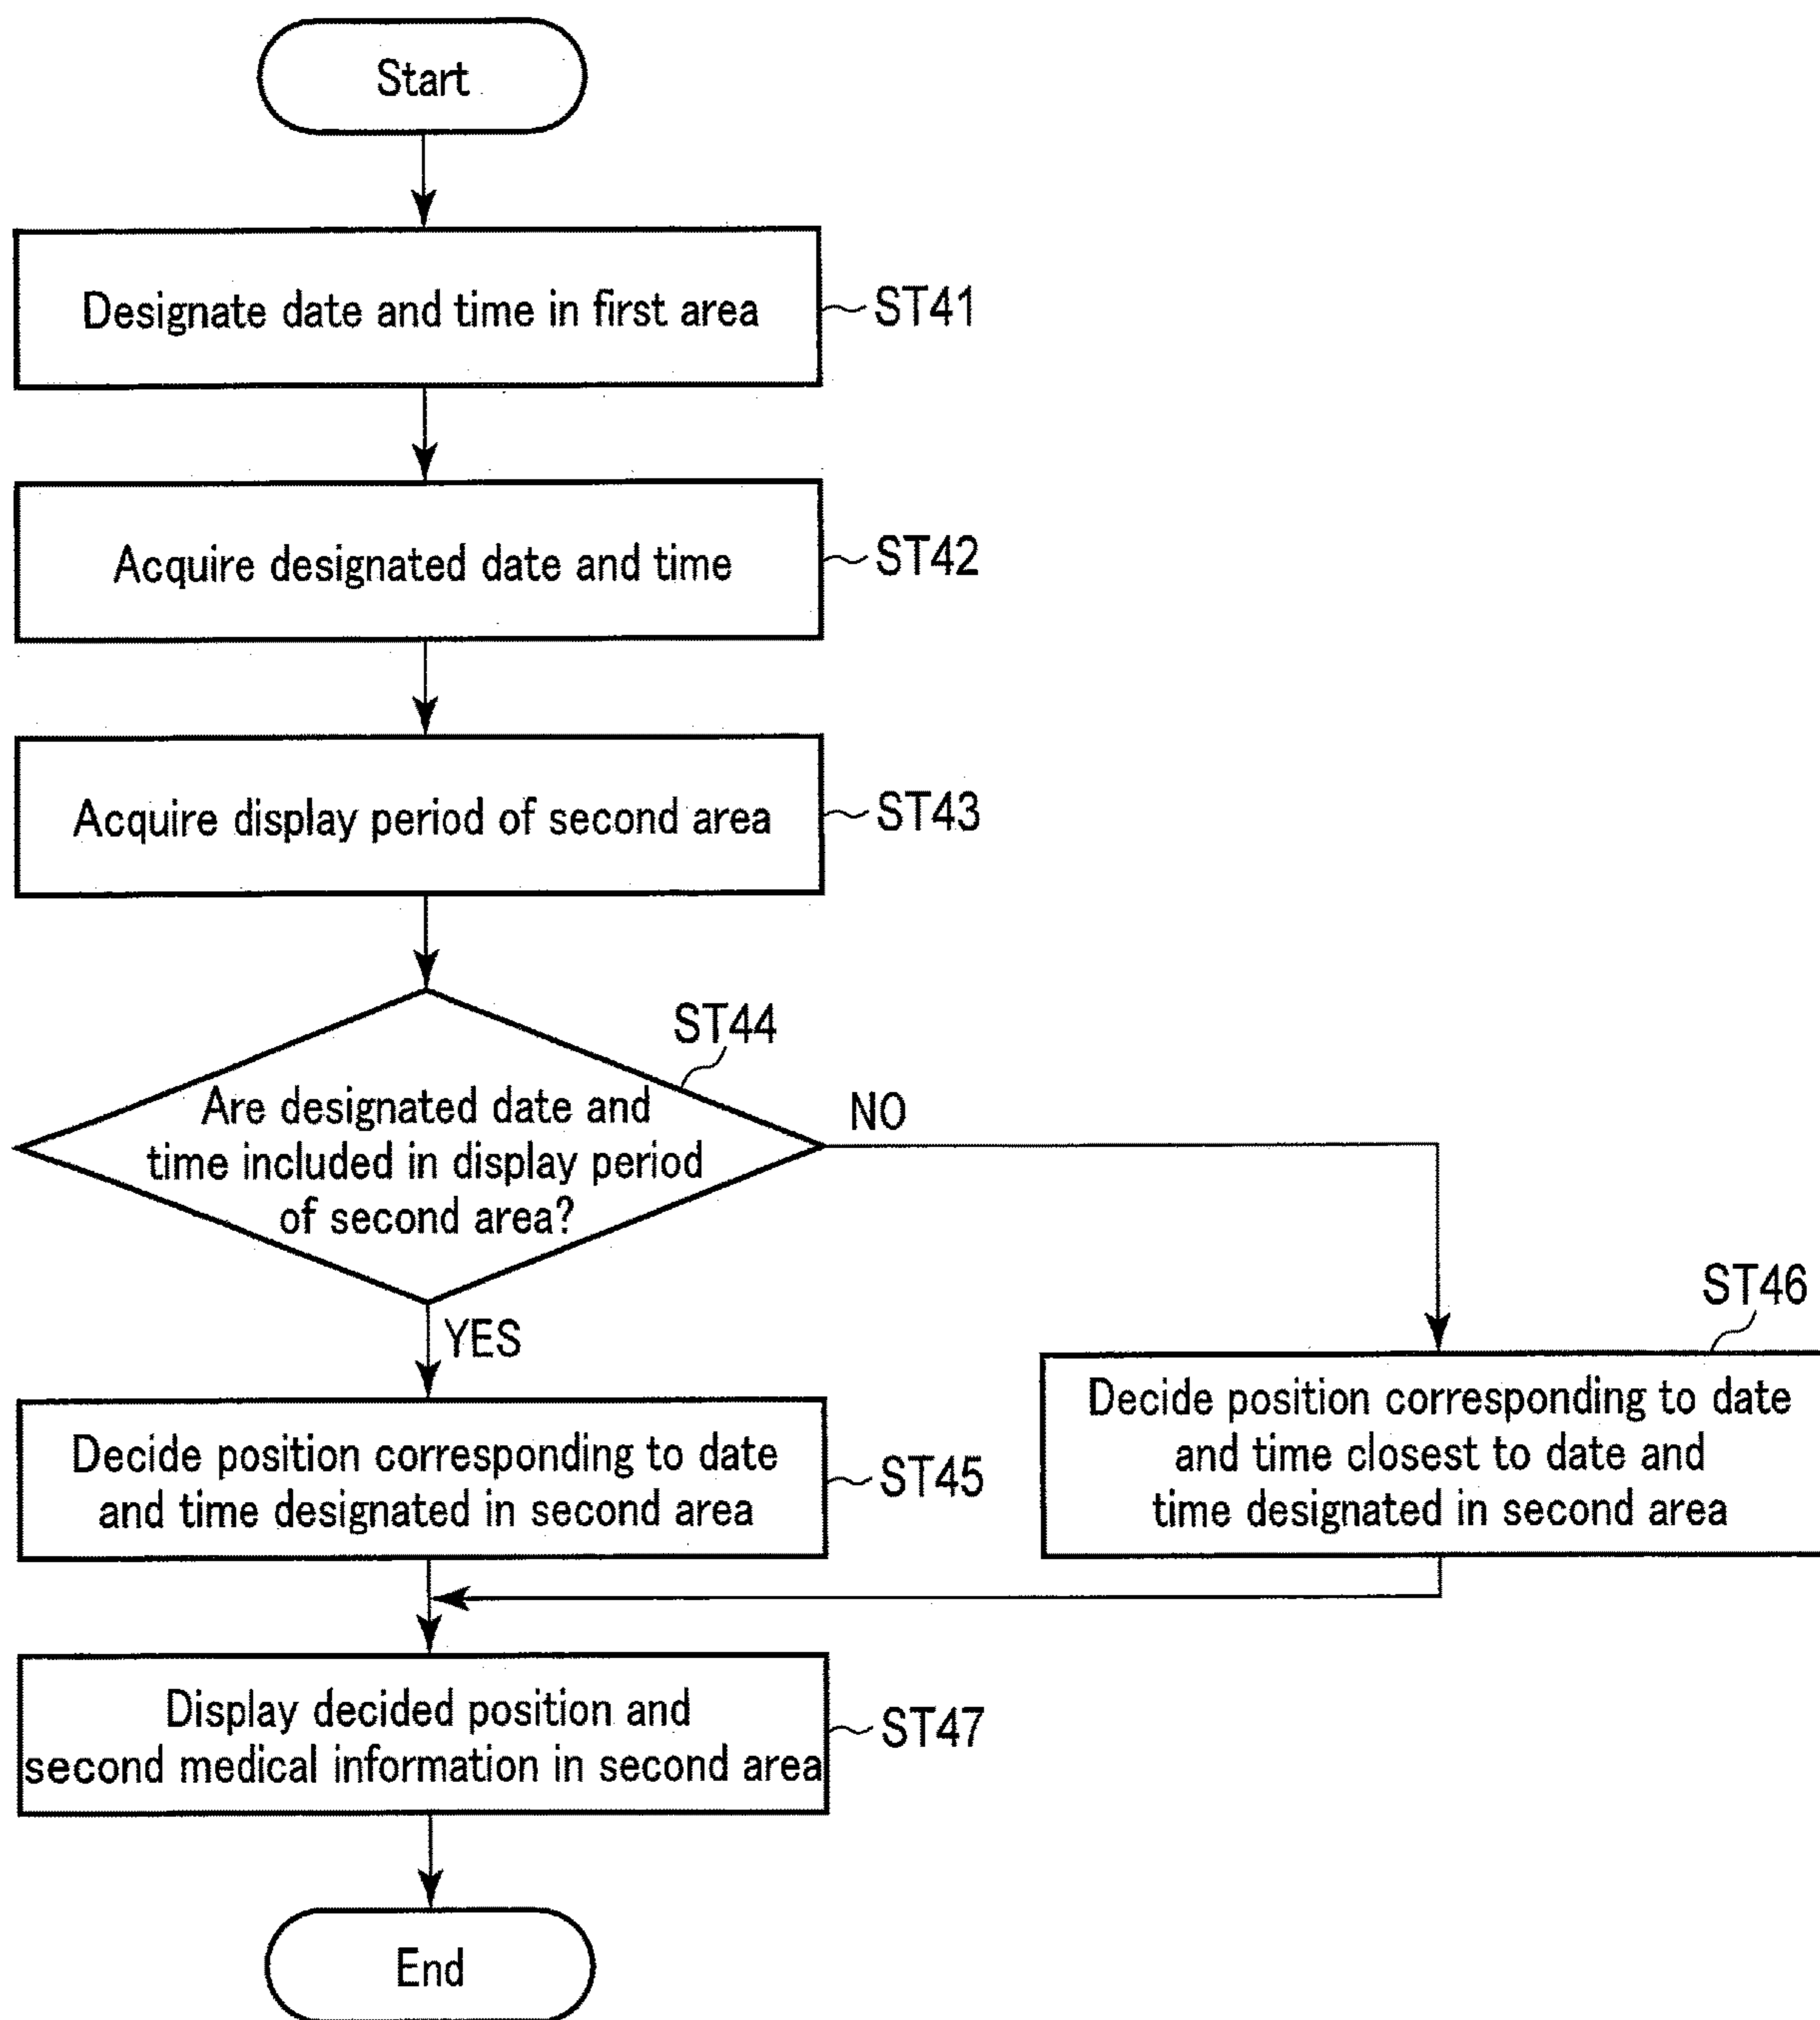 Start
Designate date and time in first area
ST41
Acquire designated date and time
ST42
Acquire display period of second area
ST43
ST44
Are designated date and
time included in display period
of second area?
NO
YES
ST46
Decide position corresponding to date
and time closest to date and
time designated in second area
Decide position corresponding to date
and time designated in second area
ST45
Display decided position and
second medical information in second area
ST47
End